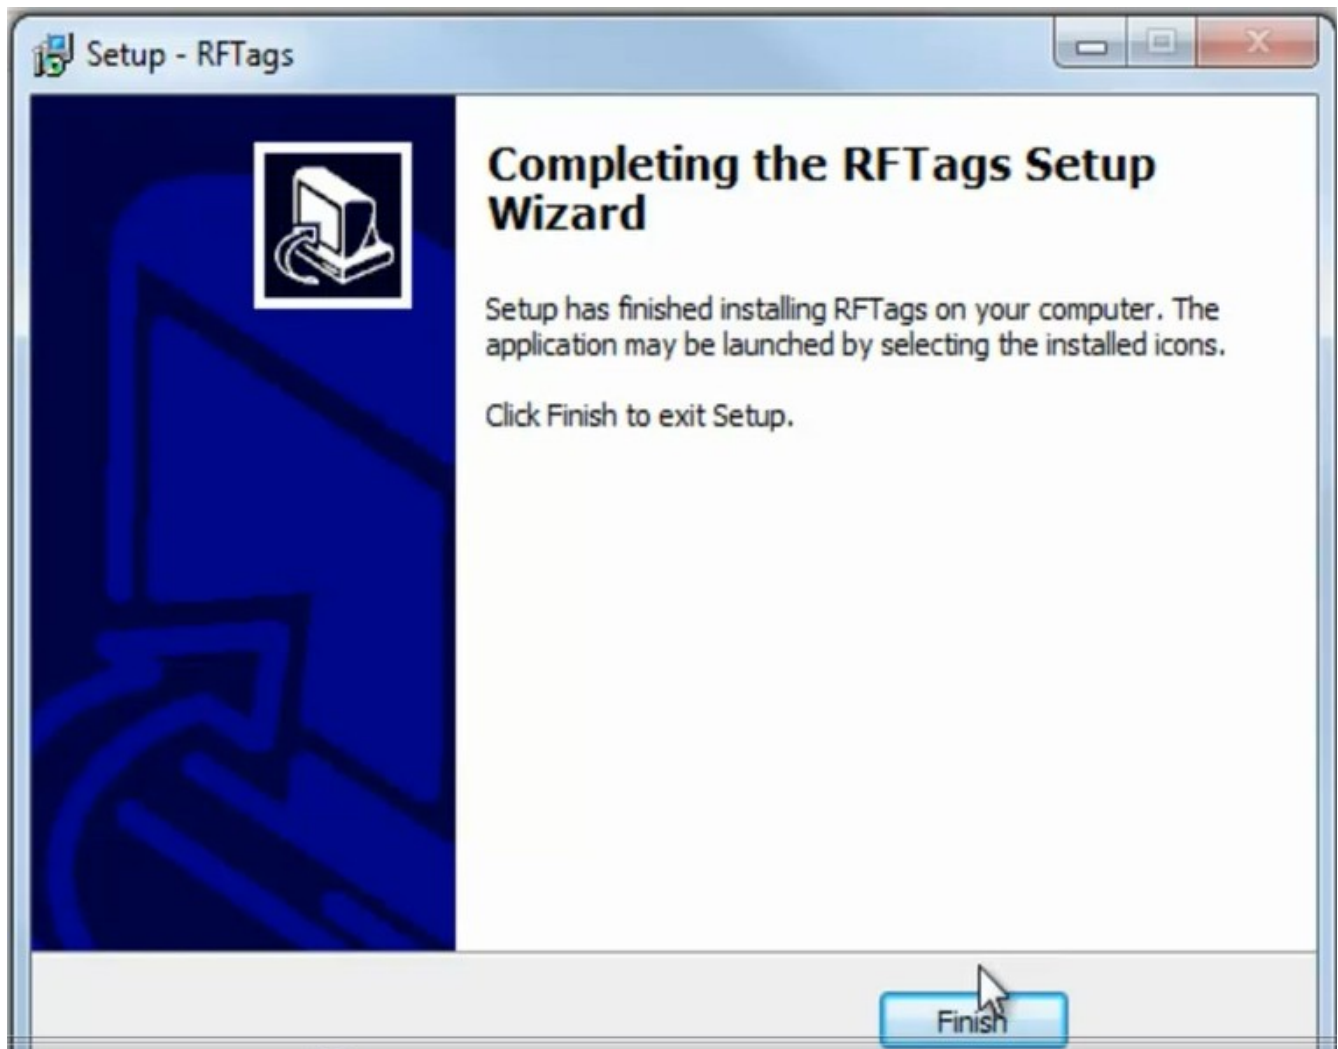 Setup - RFTags
Completing the RFTags Setup
Wizard
Setup has finished installing RFTags on your computer. The
application may be launched by selecting the installed icons.
Click Finish to exit Setup.
Finish